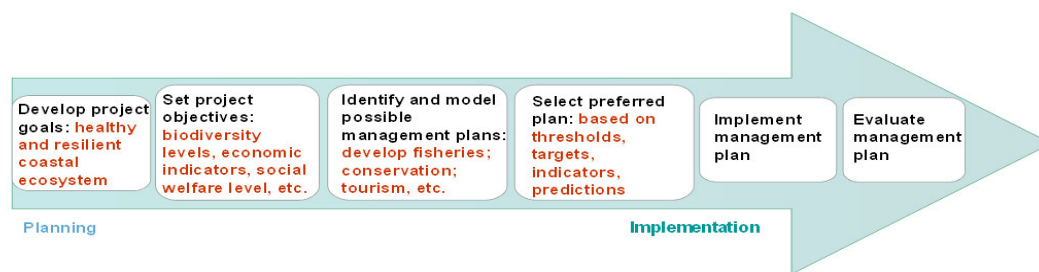 Develop project
goals: healthy
and resilient
coastal
ecosystem
Set project
objectives:
biodiversity
levels, economic
indicators, social
welfare level, etc.
Identify and model
possible
management plans:
develop fisheries;
conservation;
tourism, etc.
Select preferred
plan: based on
thresholds,
targets,
indicators,
predictions
Implement
management
plan
Evaluate
management
plan
Planning
Implementation